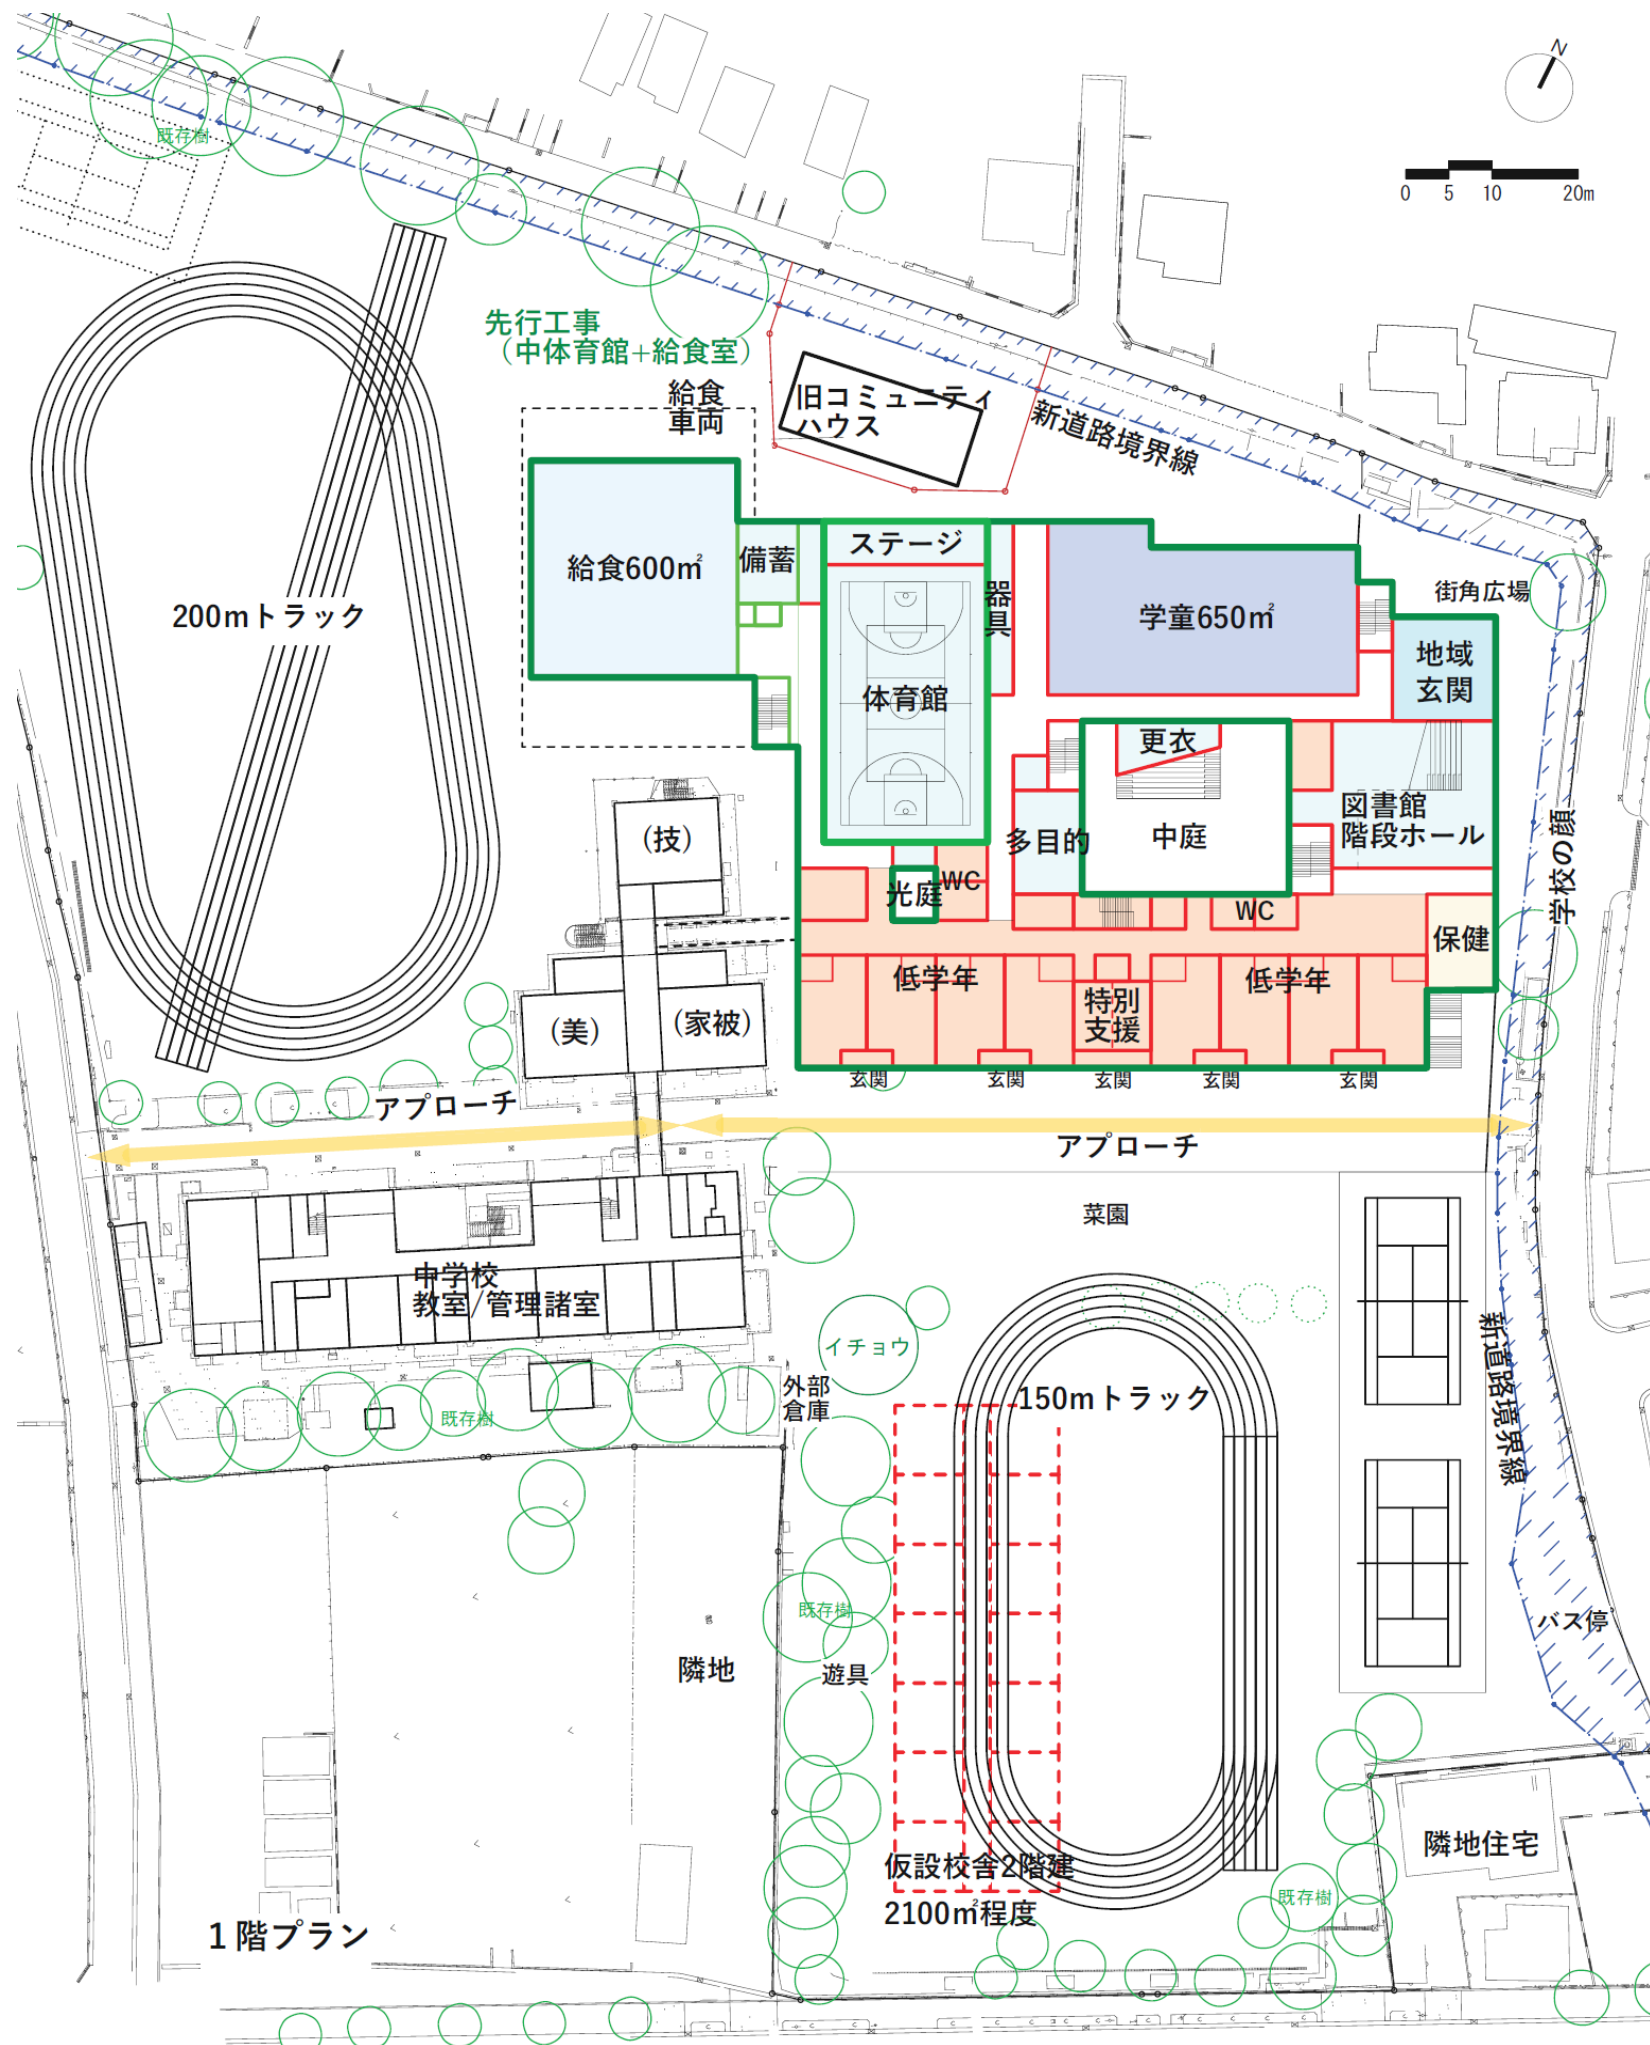 N
0 5 10 20m
既存樹
先行工事
（中体育館+給食室）
給食
車両
旧コミュニティ
ハウス
新道路境界線
給食600㎡
備蓄
ステージ
器具
学童650㎡
街角広場
地域
玄関
200mトラック
体育館
更衣
図書館
階段ホール
中庭
多目的
学校の顔
（技）
光庭
WC
WC
保健
低学年
特別
支援
低学年
（美）
（家被）
玄関
玄関
玄関
玄関
玄関
アプローチ
アプローチ
菜園
中学校
教室/管理諸室
イチョウ
外部
倉庫
150mトラック
新道路境界線
既存樹
既存樹
バス停
隣地
遊具
仮設校舎2階建
2100㎡程度
既存樹
隣地住宅
1階プラン